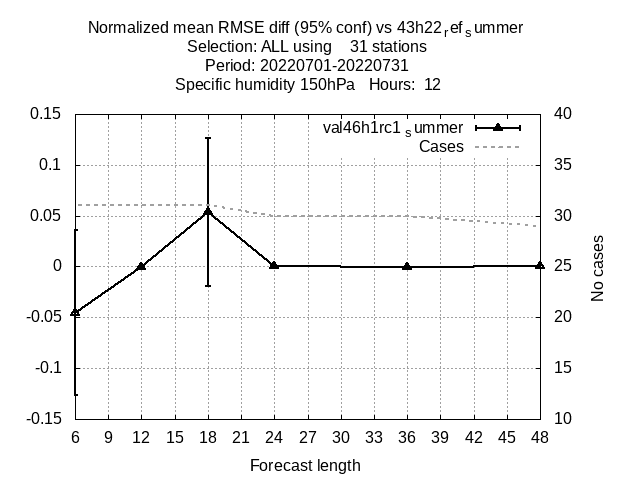 Normalized mean RMSE diff (95% conf) vs 43h22refsummer
Selection: ALL using 31 stations
Period: 20220701-20220731
Specific humidity 150hPa Hours: 12
0.15 40
val46h1rc1summer
Cases
0.1 35
0.05 30
0 25
No cases
-0.05 20
-0.1 15
-0.15 10
6 9 12 15 18 21 24 27 30 33 36 39 42 45 48
Forecast length